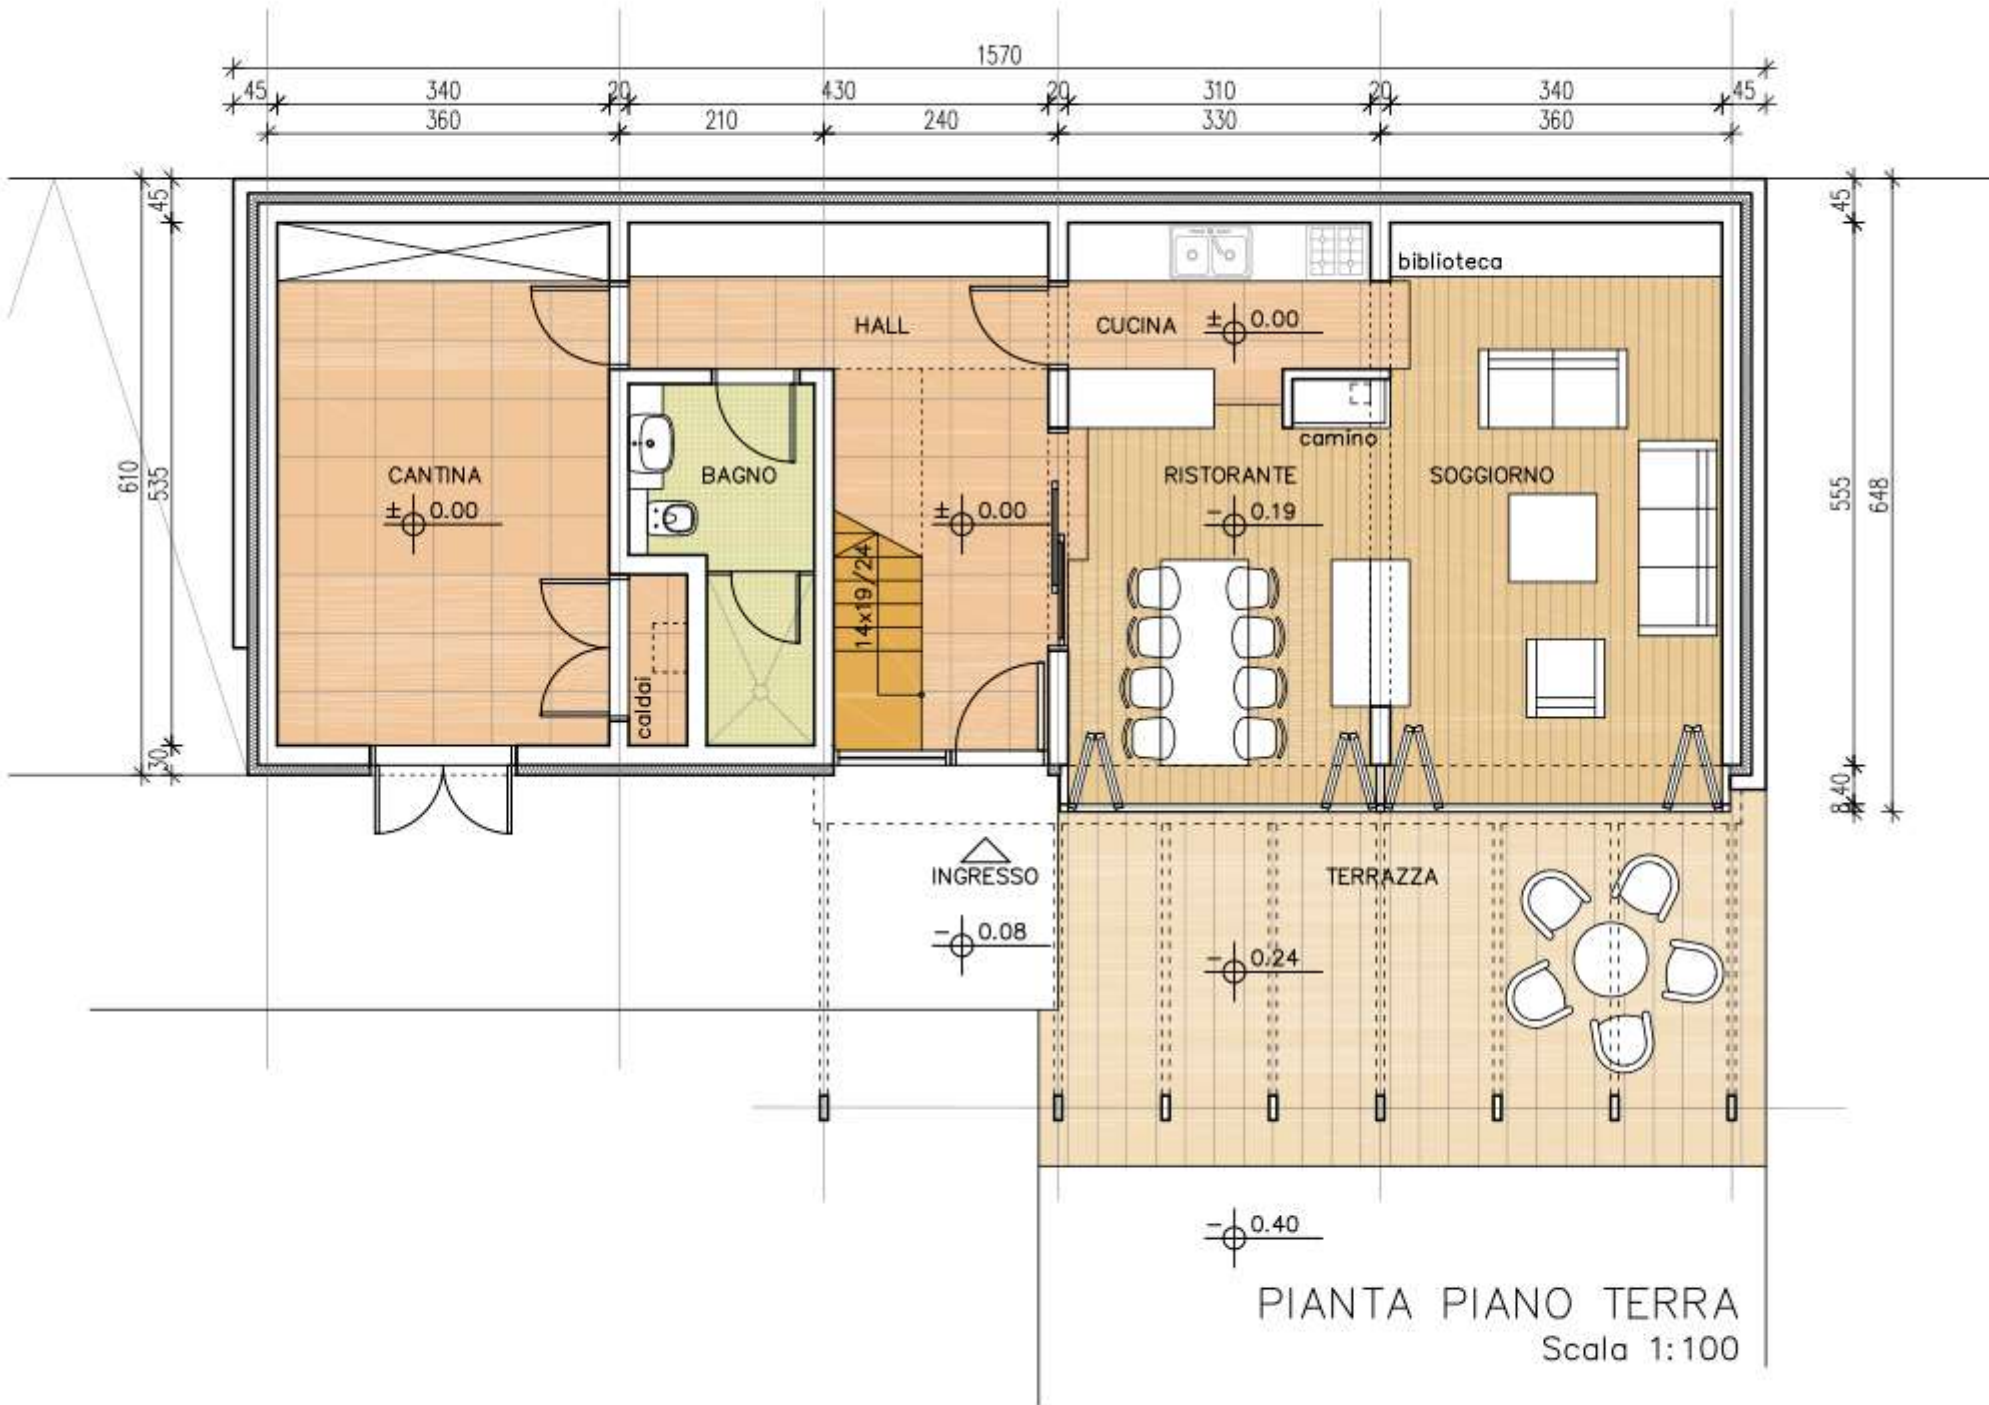 1570
45 340 20 430 20 310 20 340 45
360 210 240 330 360
45
610
535
30
45
555
648
40
8
biblioteca
HALL
CUCINA
± 0.00
camino
CANTINA
± 0.00
BAGNO
± 0.00
RISTORANTE
- 0.19
SOGGIORNO
14x19/24
caldai
INGRESSO
- 0.08
TERRAZZA
- 0.24
- 0.40
PIANTA PIANO TERRA
Scala 1:100